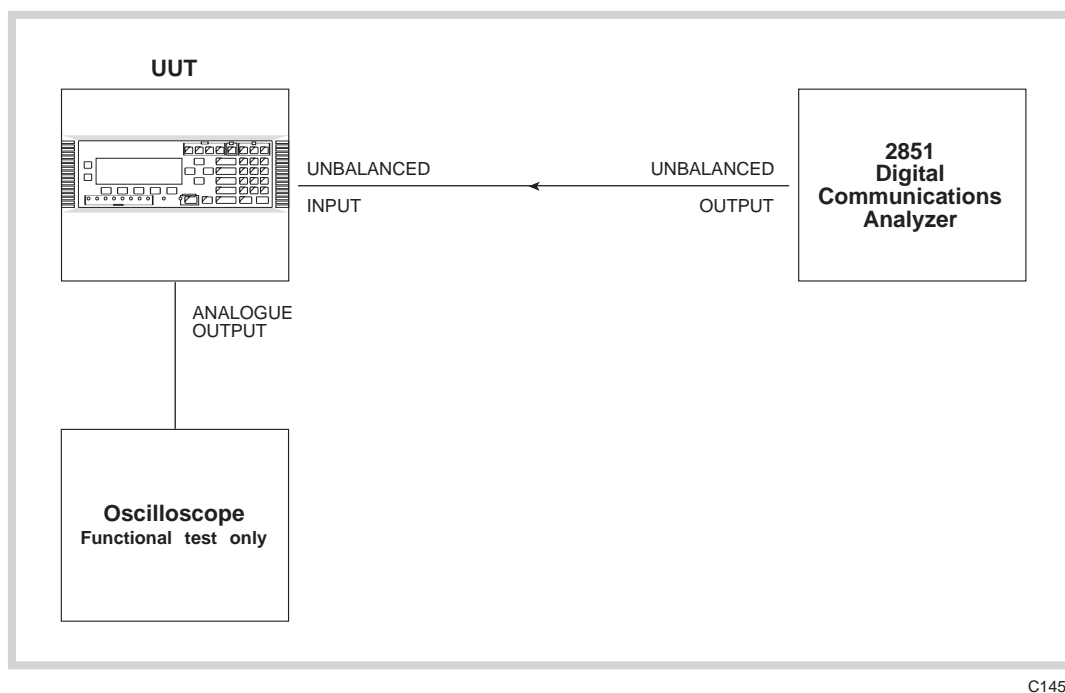 UUT
UNBALANCED
INPUT
UNBALANCED
OUTPUT
2851
Digital
Communications
Analyzer
ANALOGUE
OUTPUT
Oscilloscope
Functional test only
C145